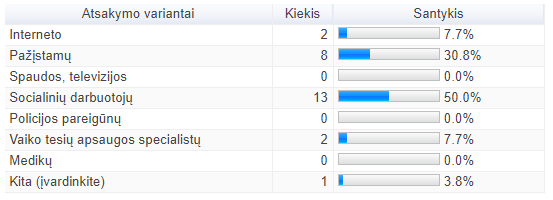 Atsakymo variantai Kiekis Santykis
Interneto 2 7.7%
Pažįstamų 8 30.8%
Spaudos, televizijos 0 0.0%
Socialinių darbuotojų 13 50.0%
Policijos pareigūnų 0 0.0%
Vaiko tesių apsaugos specialistų 2 7.7%
Medikų 0 0.0%
Kita (įvardinkite) 1 3.8%